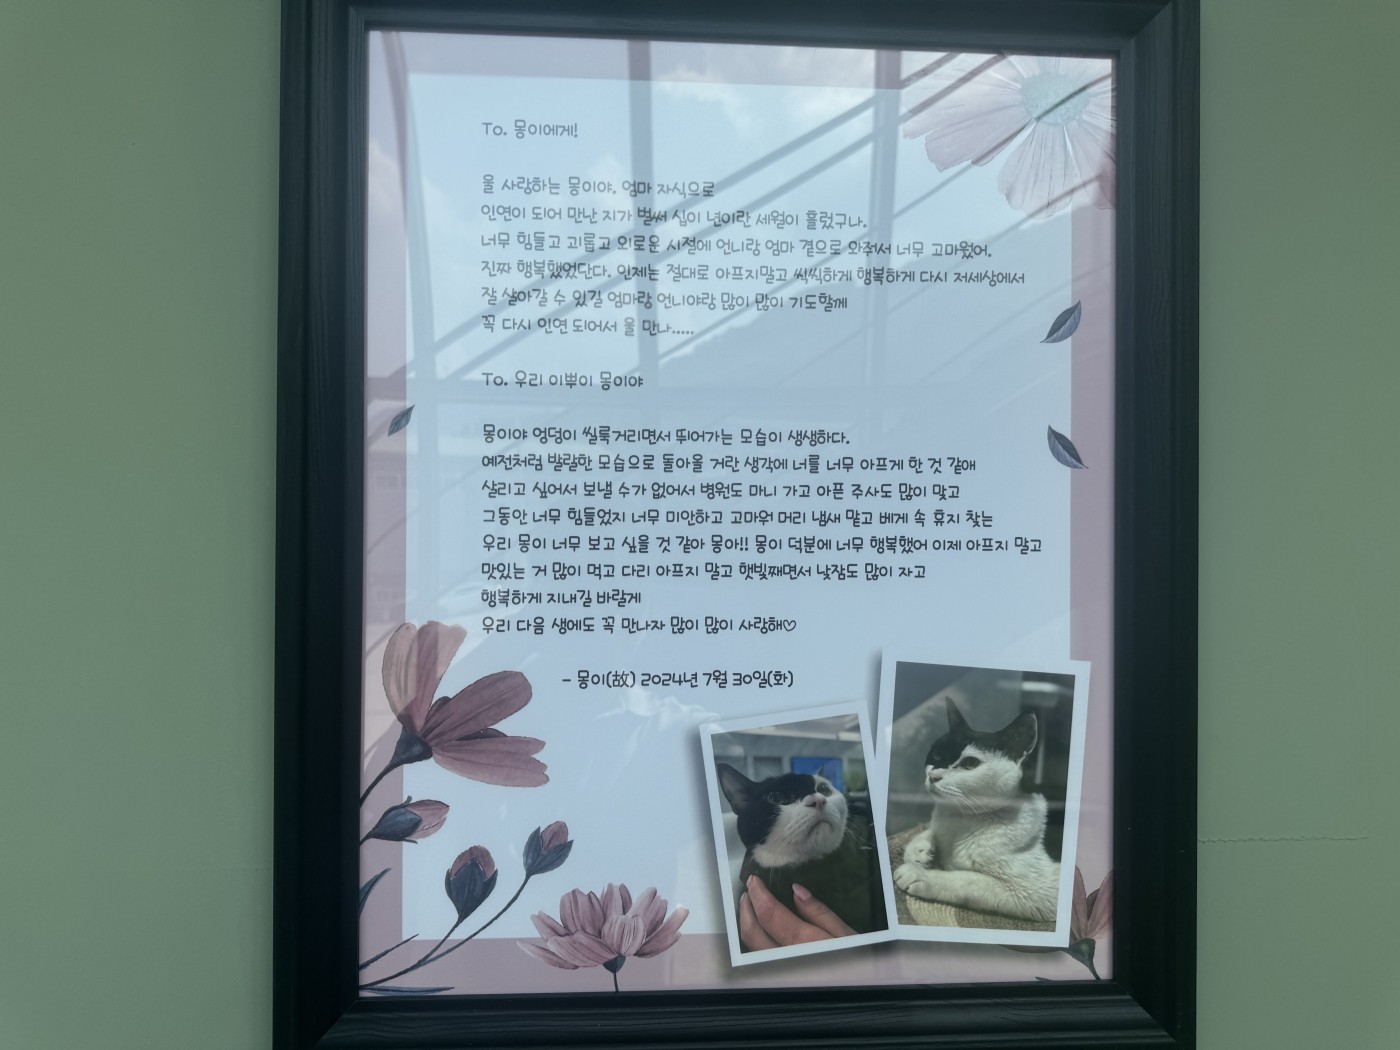 To. 몽이에게!
울 사랑하는 몽이야. 엄마 자식으로
인연이 되어 만난 지가 벌써 십이 년이란 세월이 흘렀구나.
너무 힘들고 괴롭고 외로운 시절에 언니랑 엄마 곁으로 와줘서 너무 고마웠어.
진짜 행복했었단다. 인제는 절대로 아프지말고 씩씩하게 행복하게 다시 저세상에서
잘 살아갈 수 있길 엄마랑 언니야랑 많이 많이 기도할께
꼭 다시 인연 되어서 울 만나.....
To. 우리 이뿌이 몽이야
몽이야 엉덩이 씰룩거리면서 뛰어가는 모습이 생생하다.
예전처럼 발랄한 모습으로 돌아올 거란 생각에 너를 너무 아프게 한 것 같애
살리고 싶어서 보낼 수가 없어서 병원도 마니 가고 아픈 주사도 많이 맞고
그동안 너무 힘들었지 너무 미안하고 고마워 머리 냄새 맡고 베게 속 휴지 찾는
우리 몽이 너무 보고 싶을 것 같아 몽아!! 몽이 덕분에 너무 행복했어 이제 아프지 말고
맛있는 거 많이 먹고 다리 아프지 말고 햇빛째면서 낮잠도 많이 자고
행복하게 지내길 바랄게
우리 다음 생에도 꼭 만나자 많이 많이 사랑해♡
- 몽이(故) 2024년 7월 30일(화)